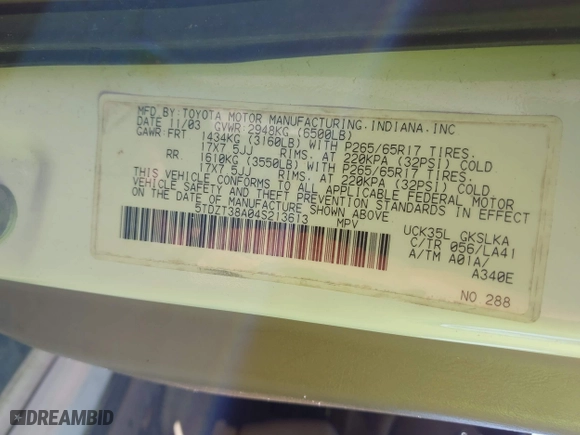 MFD.BY:TOYOTA MOTOR MANUFACTURING.INDIANA.INC
DATE 11/03 GVWR 2948KG (6500LB)
GAWR:FRT 1434KG (3160LB) WITH P265/65R17 TIRES.
17X7.5JJ RIMS. AT 220KPA (32PSI) COLD
RR. 1610KG (3550LB) WITH P265/65R17 TIRES.
17X7.5JJ RIMS. AT 220KPA (32PSI) COLD
THIS VEHICLE CONFORMS TO ALL APPLICABLE FEDERAL MOTOR
VEHICLE SAFETY AND THEFT PREVENTION STANDARDS IN EFFECT
ON THE DATE OF MANUFACTURE SHOWN ABOVE.
5TDZT38A04S213613 MPV
UCK35L GKSLKA
C/TR 056/LA41
A/TM A01A/
A340E
NO 288
DREAMBID